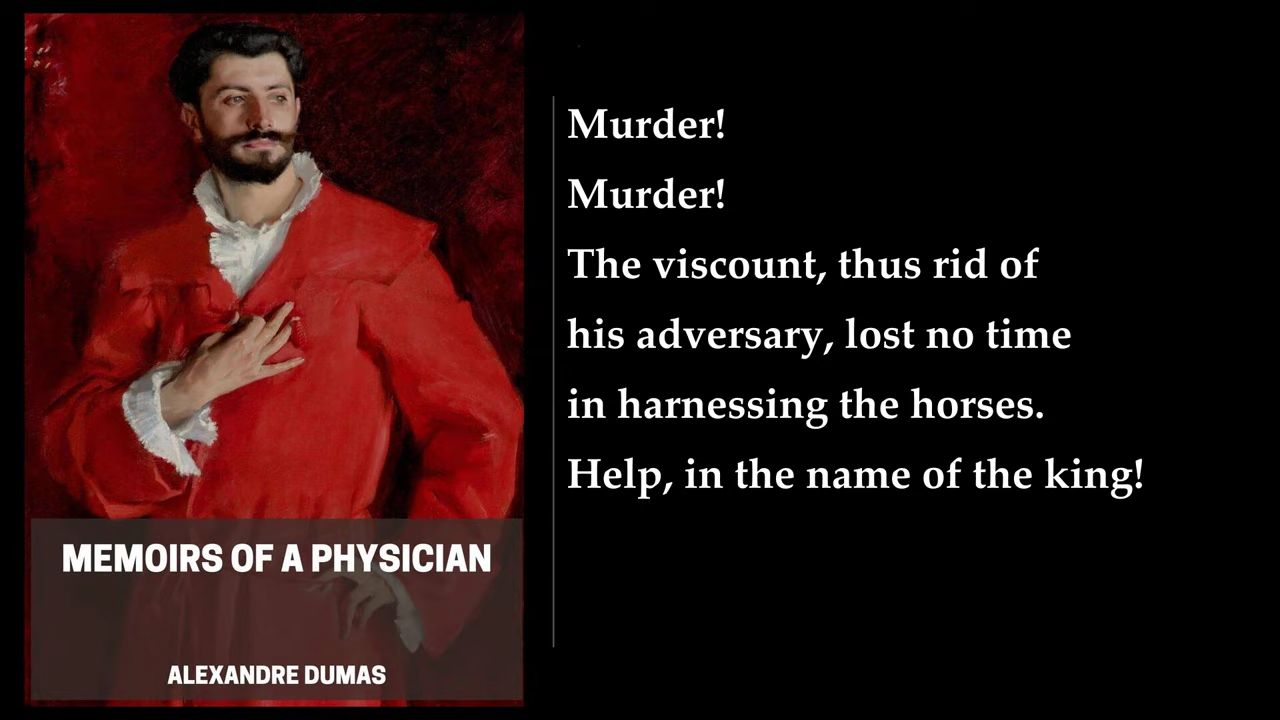 MEMOIRS OF A PHYSICIAN
ALEXANDRE DUMAS
Murder!
Murder!
The viscount, thus rid of
his adversary, lost no time
in harnessing the horses.
Help, in the name of the king!